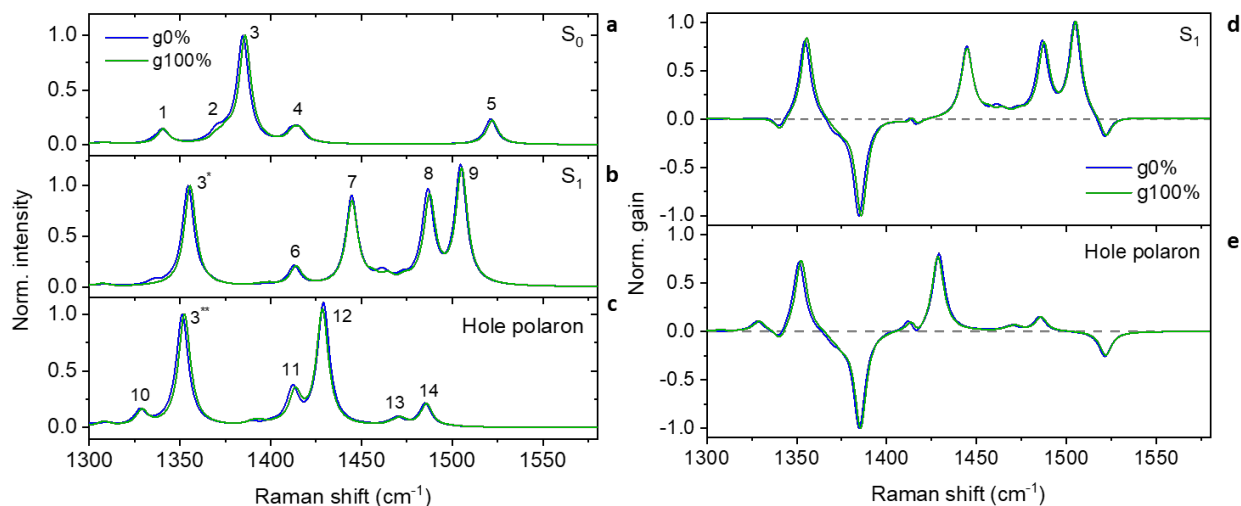 1.0
0.5
0.0
g0%
g100%
1
2
3
4
5
S0
a
1.0
0.5
0.0
3*
6
7
8
9
S1
b
1.0
0.5
0.0
10
3**
11
12
13
14
Hole polaron
c
Norm. intensity
1300 1350 1400 1450 1500 1550
Raman shift (cm-1)
1.0
0.5
0.0
-0.5
-1.0
S1
d
g0%
g100%
1.0
0.5
0.0
-0.5
-1.0
Hole polaron
e
Norm. gain
1300 1350 1400 1450 1500 1550
Raman shift (cm-1)